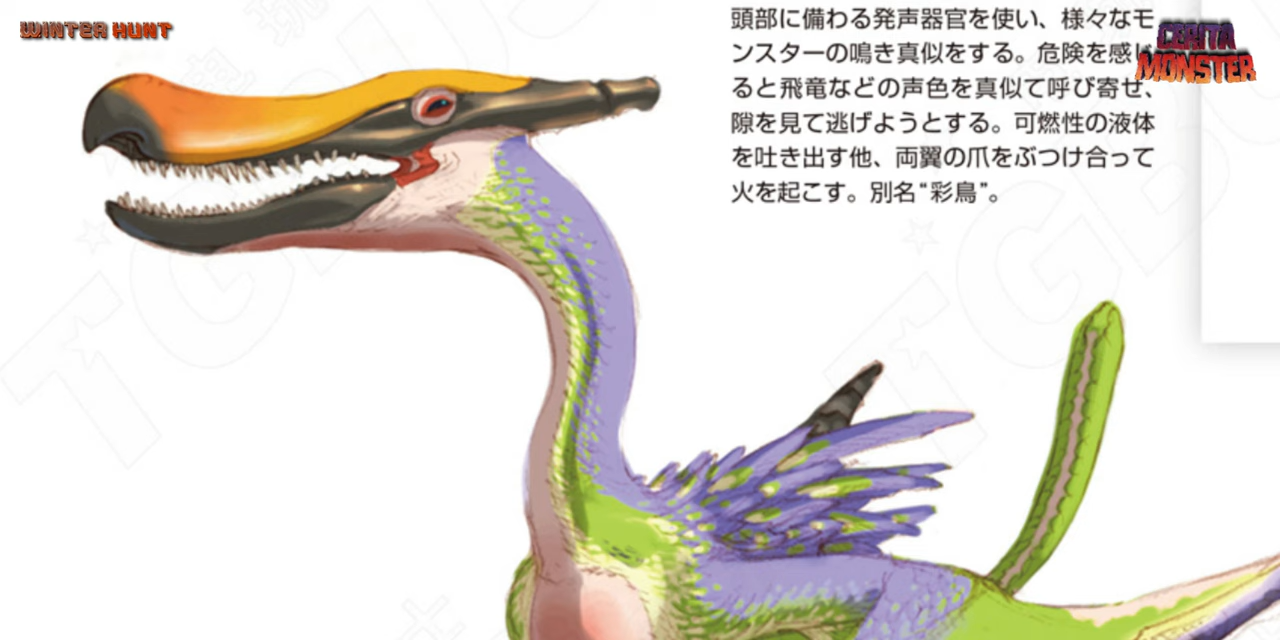 WINTER HUNT
頭部に備わる発声器官を使い、様々なモ
ンスターの鳴き真似をする。危険を感じ
ると飛竜などの声色を真似て呼び寄せ、
隙を見て逃げようとする。可燃性の液体
を吐き出す他、両翼の爪をぶつけ合って
火を起こす。別名“彩鳥”。
CERITA
MONSTER